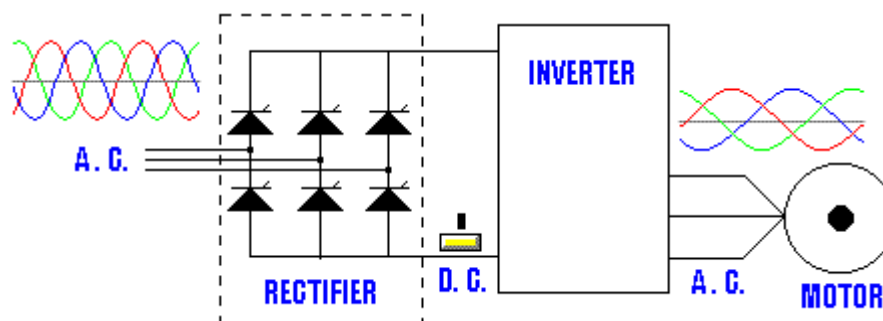 INVERTER
A.C.
RECTIFIER
D.C.
A.C.
MOTOR